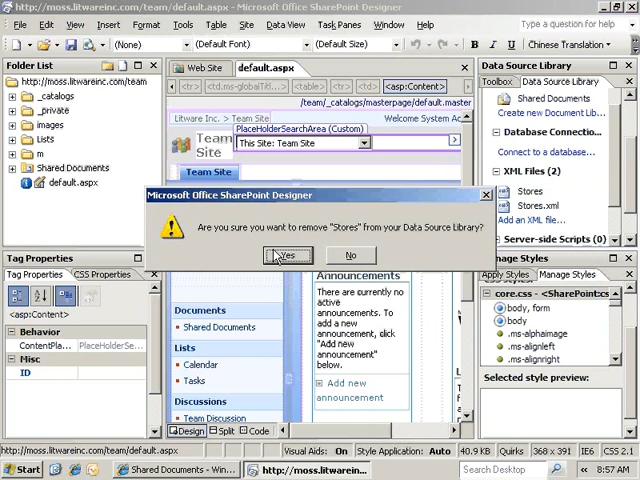 http://moss.litwareinc.com/team/default.aspx - Microsoft Office SharePoint Designer
File Edit View Insert Format Tools Table Site Data View Task Panes Window Help
Type a question for help
(None) (Default Font) (Default Size) B I U Chinese Translation
Folder List
http://moss.litwareinc.com/team
_catalogs
_private
images
Lists
m
Shared Documents
default.aspx
Web Site default.aspx
<tr> <td.ms-globalTitl... <table> <tr> <td> <asp:Content>
/team/_catalogs/masterpage/default.master
Litware Inc. > Team Site Welcome System Ac
PlaceHolderSearchArea (Custom)
Team Site
This Site: Team Site
Team Site
Data Source Library
Toolbox Data Source Library
Shared Documents
Database Connectio...
Connect to a database...
XML Files (2)
Stores
Stores.xml
Add an XML file...
Server-side Scripts (0)
Microsoft Office SharePoint Designer
Are you sure you want to remove "Stores" from your Data Source Library?
Yes No
Tag Properties
Tag Properties CSS Properties
<asp:Content>
Behavior
ContentPla... PlaceHolderSe
Misc
ID
Documents
Shared Documents
Lists
Calendar
Tasks
Discussions
Team Discussion
Announcements
There are currently no
active
announcements. To
add a new
announcement, click
"Add new
announcement"
below.
Add new
announcement
Design Split Code
Manage Styles
Apply Styles Manage Styles
core.css - <SharePoint:cs
body, form
body
.ms-alphaimage
.ms-alignleft
.ms-alignright
Selected style preview:
http://moss.litwareinc.com/team/default.aspx Visual Aids: On Style Application: Auto 40.9 KB Quirks 368 x 391 IE6 CSS 2.1
Start Shared Documents - Win... http://moss.litwarein... Search Desktop 8:57 AM